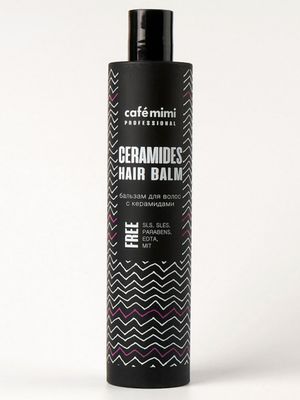 café mimi
PROFESSIONAL
CERAMIDES
HAIR BALM
бальзам для волос
с керамидами
FREE
SLS, SLES,
PARABENS,
EDTA,
MIT